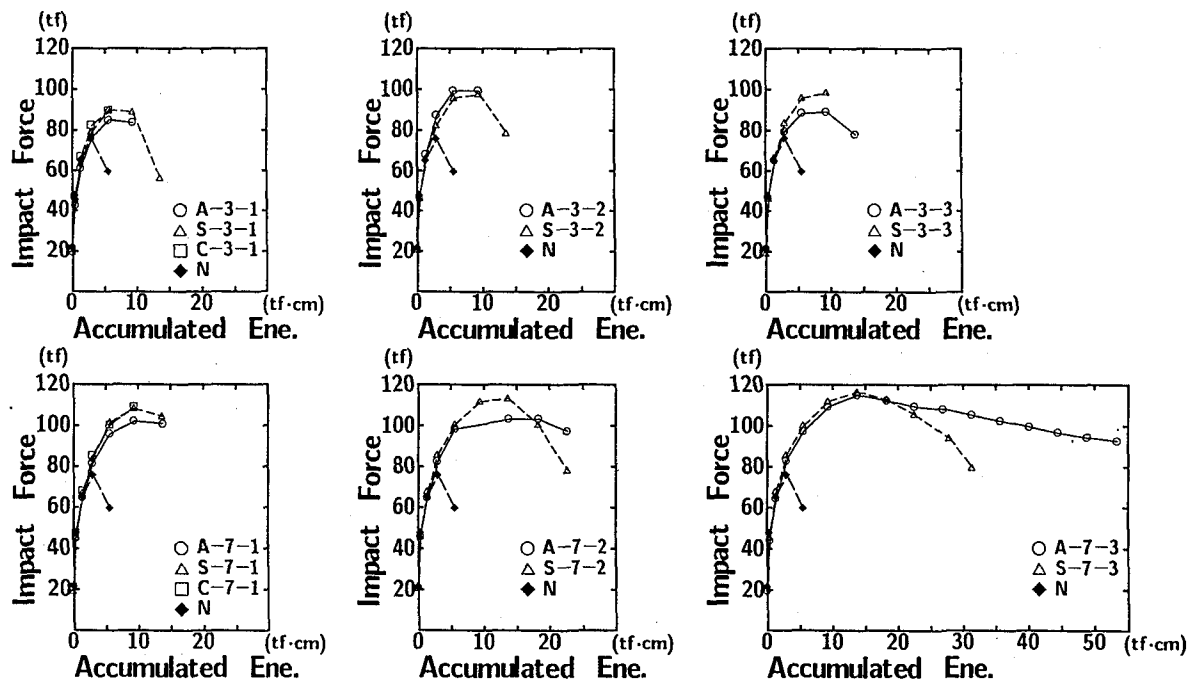 (tf)
120
100
80
60
40
20
0 10 20 (tf·cm)
Impact Force
Accumulated Ene.
A-3-1
S-3-1
C-3-1
N
(tf)
120
100
80
60
40
20
0 10 20 (tf·cm)
Impact Force
Accumulated Ene.
A-3-2
S-3-2
N
(tf)
120
100
80
60
40
20
0 10 20 (tf·cm)
Impact Force
Accumulated Ene.
A-3-3
S-3-3
N
(tf)
120
100
80
60
40
20
0 10 20 (tf·cm)
Impact Force
Accumulated Ene.
A-7-1
S-7-1
C-7-1
N
(tf)
120
100
80
60
40
20
0 10 20 (tf·cm)
Impact Force
Accumulated Ene.
A-7-2
S-7-2
N
(tf)
120
100
80
60
40
20
0 10 20 30 40 50 (tf·cm)
Impact Force
Accumulated Ene.
A-7-3
S-7-3
N